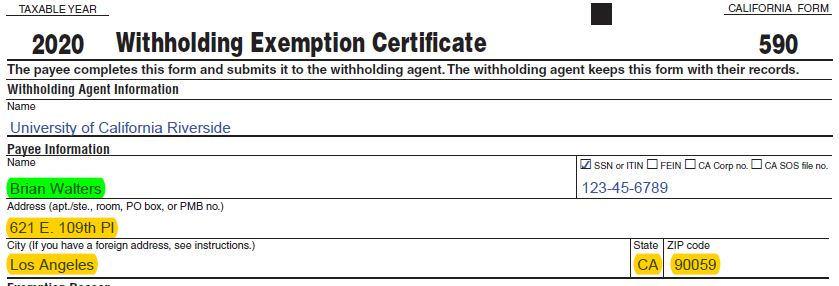 TAXABLE YEAR CALIFORNIA FORM
2020 Withholding Exemption Certificate 590
The payee completes this form and submits it to the withholding agent. The withholding agent keeps this form with their records.
Withholding Agent Information
Name
University of California Riverside
Payee Information
Name ☑ SSN or ITIN ☐ FEIN ☐ CA Corp no. ☐ CA SOS file no.
Brian Walters 123-45-6789
Address (apt./ste., room, PO box, or PMB no.)
621 E. 109th Pl
City (If you have a foreign address, see instructions.) State ZIP code
Los Angeles CA 90059